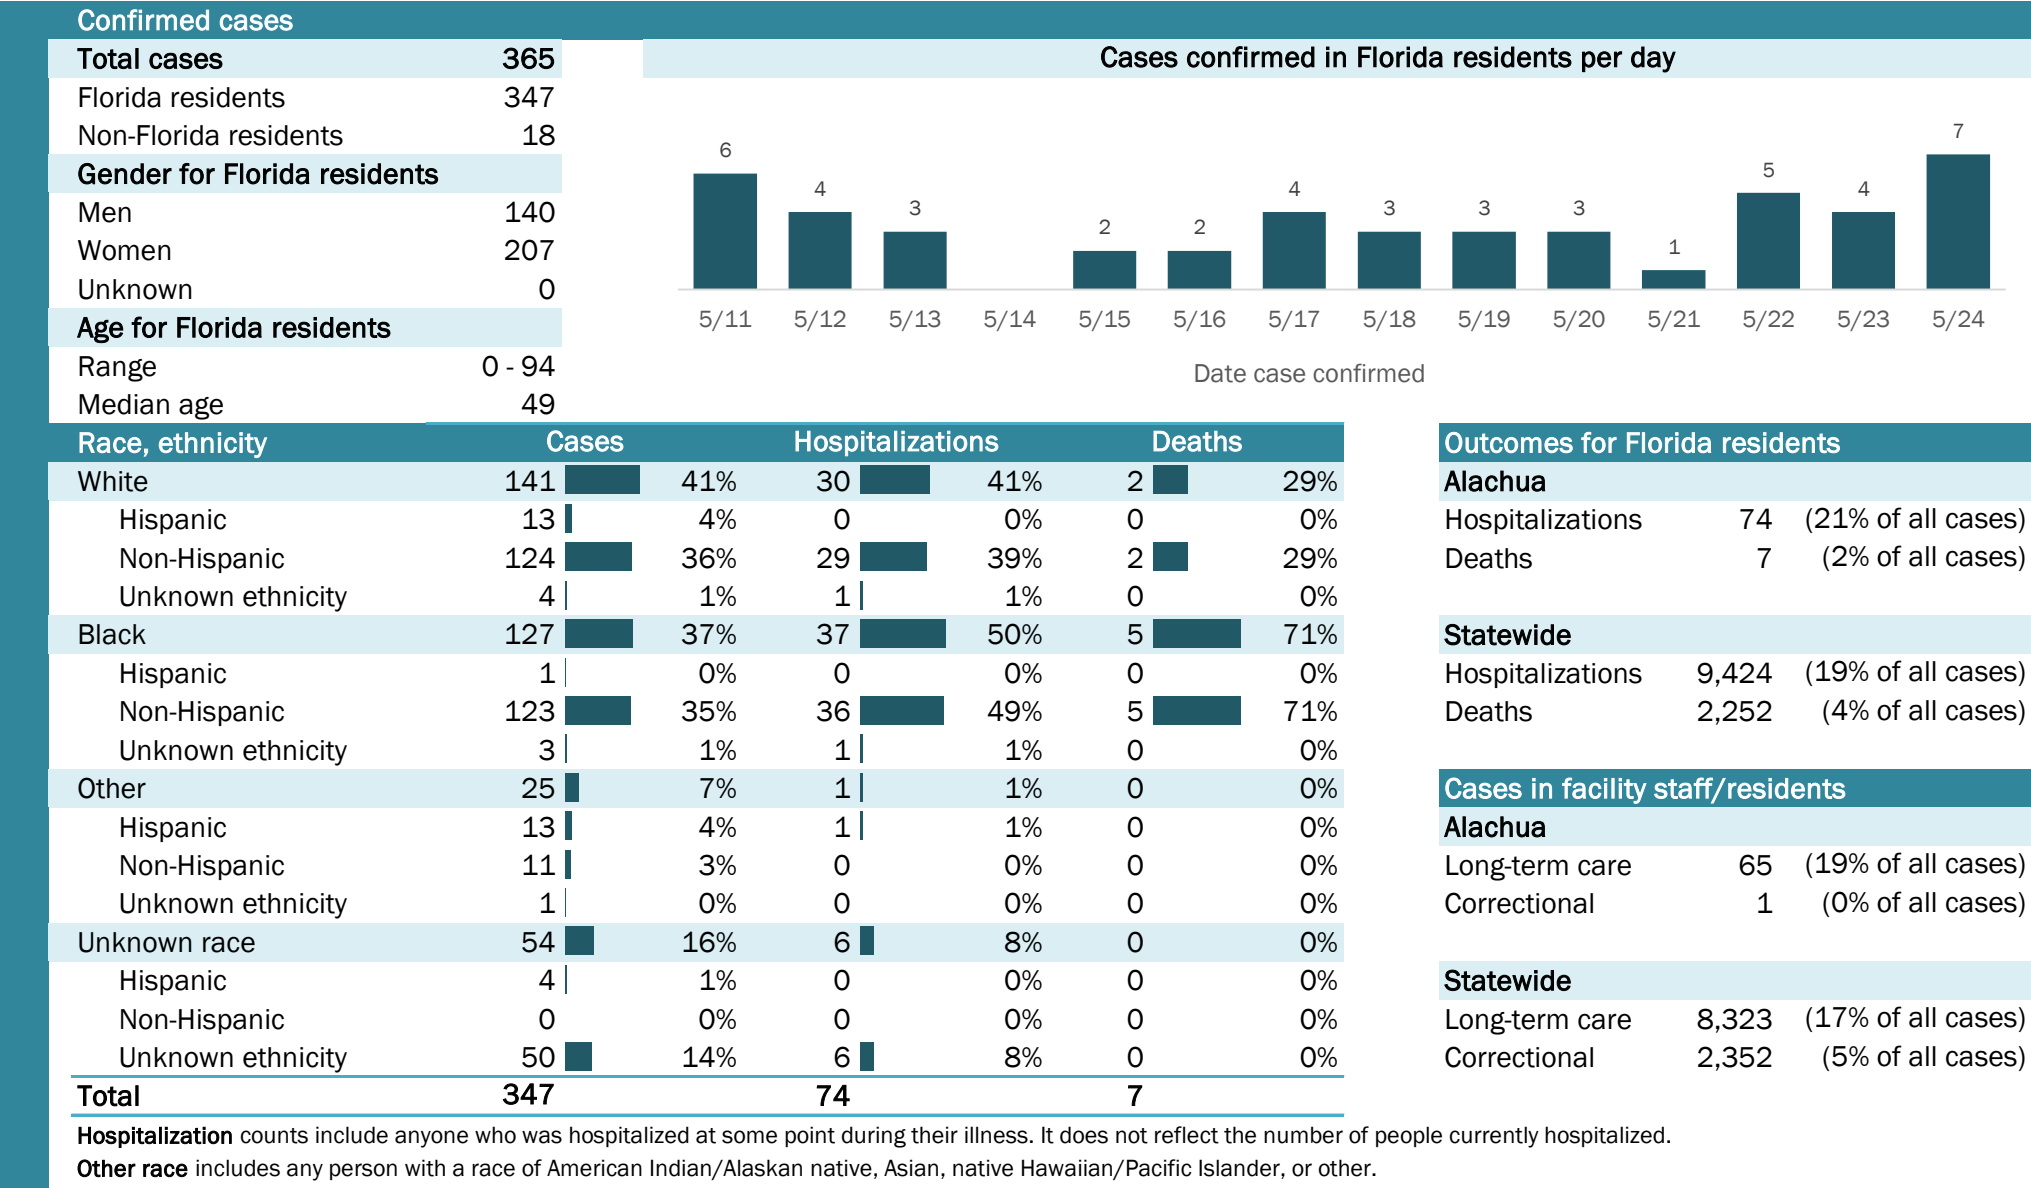 Confirmed cases
Total cases 365
Florida residents 347
Non-Florida residents 18
Gender for Florida residents
Men 140
Women 207
Unknown 0
Age for Florida residents
Range 0 - 94
Median age 49
Cases confirmed in Florida residents per day
6 4 3 2 2 4 3 3 3 1 5 4 7
5/11 5/12 5/13 5/14 5/15 5/16 5/17 5/18 5/19 5/20 5/21 5/22 5/23 5/24
Date case confirmed
Race, ethnicity Cases Hospitalizations Deaths
White 141 41% 30 41% 2 29%
Hispanic 13 4% 0 0% 0 0%
Non-Hispanic 124 36% 29 39% 2 29%
Unknown ethnicity 4 1% 1 1% 0 0%
Black 127 37% 37 50% 5 71%
Hispanic 1 0% 0 0% 0 0%
Non-Hispanic 123 35% 36 49% 5 71%
Unknown ethnicity 3 1% 1 1% 0 0%
Other 25 7% 1 1% 0 0%
Hispanic 13 4% 1 1% 0 0%
Non-Hispanic 11 3% 0 0% 0 0%
Unknown ethnicity 1 0% 0 0% 0 0%
Unknown race 54 16% 6 8% 0 0%
Hispanic 4 1% 0 0% 0 0%
Non-Hispanic 0 0% 0 0% 0 0%
Unknown ethnicity 50 14% 6 8% 0 0%
Total 347 74 7
Outcomes for Florida residents
Alachua
Hospitalizations 74 (21% of all cases)
Deaths 7 (2% of all cases)
Statewide
Hospitalizations 9,424 (19% of all cases)
Deaths 2,252 (4% of all cases)
Cases in facility staff/residents
Alachua
Long-term care 65 (19% of all cases)
Correctional 1 (0% of all cases)
Statewide
Long-term care 8,323 (17% of all cases)
Correctional 2,352 (5% of all cases)
Hospitalization counts include anyone who was hospitalized at some point during their illness. It does not reflect the number of people currently hospitalized.
Other race includes any person with a race of American Indian/Alaskan native, Asian, native Hawaiian/Pacific Islander, or other.